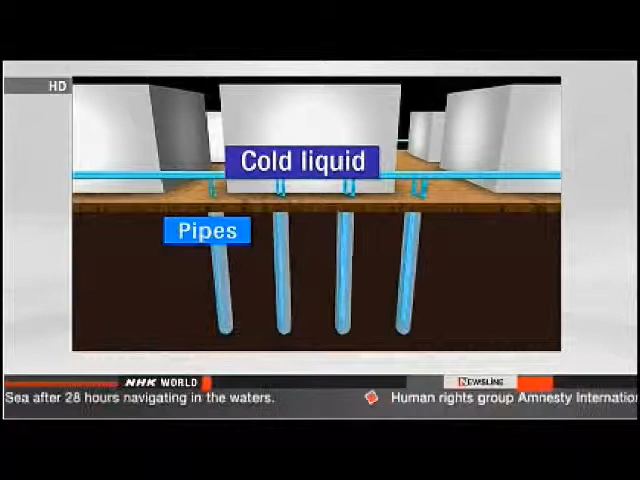 HD
Cold liquid
Pipes
NHK WORLD
NEWSLINE
Sea after 28 hours navigating in the waters.
Human rights group Amnesty Internatio